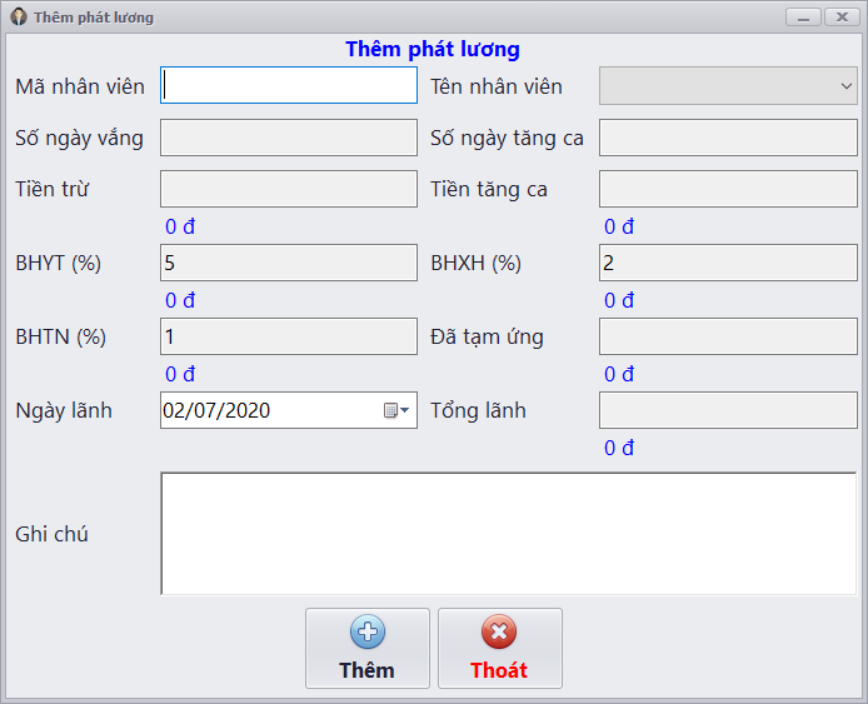 Thêm phát lương
Thêm phát lương
Mã nhân viên Tên nhân viên
Số ngày vắng Số ngày tăng ca
Tiền trừ Tiền tăng ca
0 đ 0 đ
BHYT (%) 5 BHXH (%) 2
0 đ 0 đ
BHTN (%) 1 Đã tạm ứng
0 đ 0 đ
Ngày lãnh 02/07/2020 Tổng lãnh
0 đ
Ghi chú
Thêm Thoát